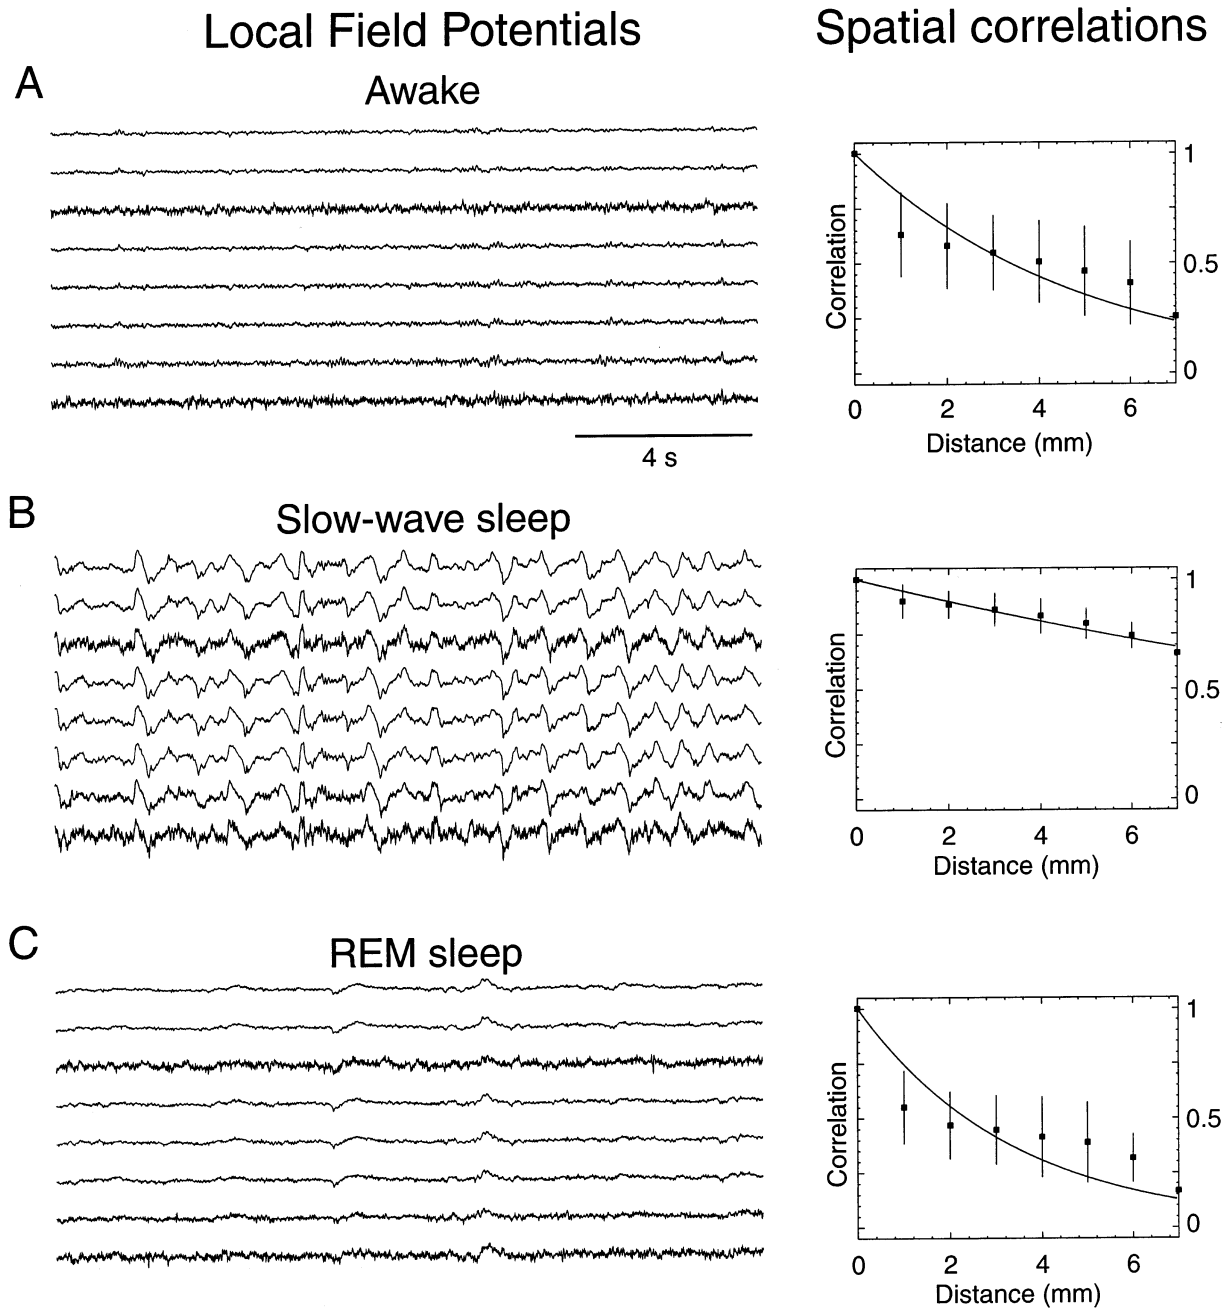 Local Field Potentials
Spatial correlations
A
Awake
4 s
Correlation
1
0.5
0
0 2 4 6
Distance (mm)
B
Slow-wave sleep
Correlation
1
0.5
0
0 2 4 6
Distance (mm)
C
REM sleep
Correlation
1
0.5
0
0 2 4 6
Distance (mm)